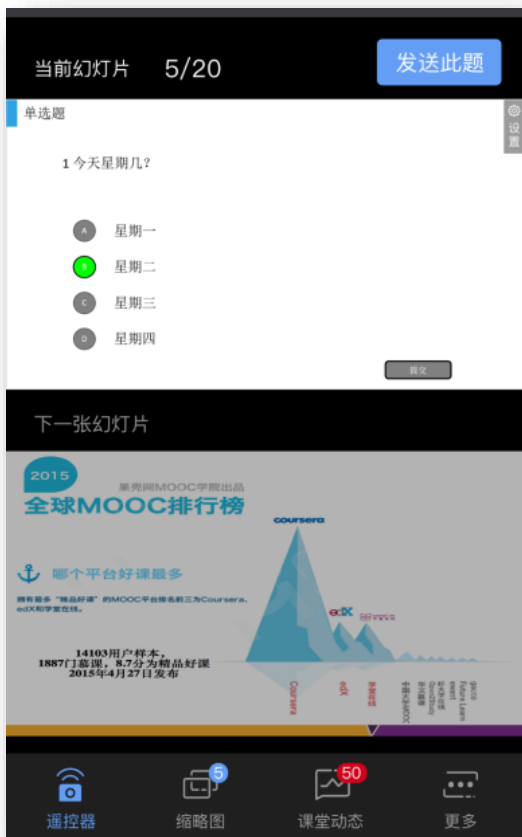 当前幻灯片 5/20
发送此题
单选题
设置
1 今天星期几?
A 星期一
星期二
C 星期三
D 星期四
提交
下一张幻灯片
2015
果壳网MOOC学院出品
全球MOOC排行榜
coursera
哪个平台好课最多
拥有最多“精品好课”的MOOC平台排名前三为Coursera、
edX和学堂在线。
edX
14103用户样本，
1887门慕课，8.7分为精品好课
2015年4月27日发布
Coursera
edX
学堂在线
中国大学MOOC
Open2Study
ewant
Future Learn
gacco
遥控器
缩略图
5
课堂动态
50
更多